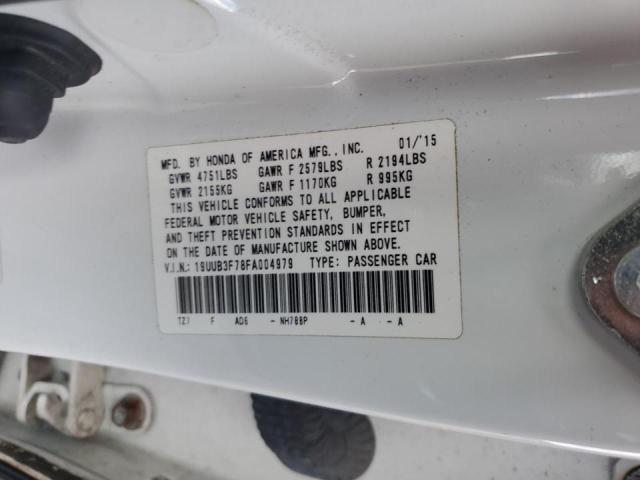 MFD. BY HONDA OF AMERICA MFG., INC. 01/'15
GVWR 4751LBS GAWR F 2579LBS R 2194LBS
GVWR 2155KG GAWR F 1170KG R 995KG
THIS VEHICLE CONFORMS TO ALL APPLICABLE
FEDERAL MOTOR VEHICLE SAFETY, BUMPER,
AND THEFT PREVENTION STANDARDS IN EFFECT
ON THE DATE OF MANUFACTURE SHOWN ABOVE.
V.I.N.: 19UUB3F78FA004979 TYPE: PASSENGER CAR
TZ7 F AD6 - NH788P - A - A